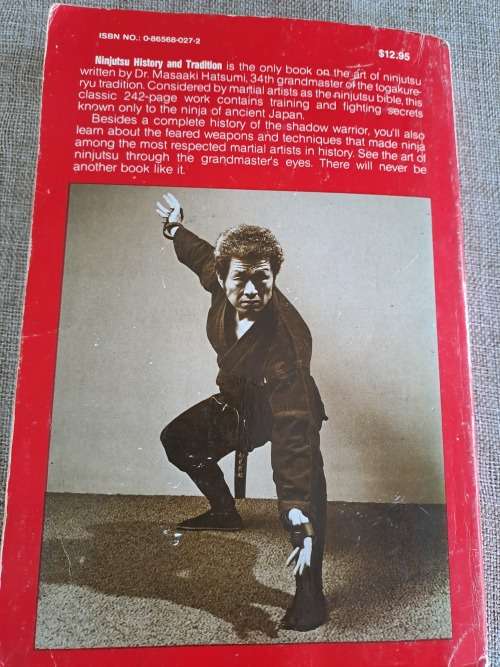 ISBN NO.: 0-86568-027-2
$12.95
Ninjutsu History and Tradition is the only book on the art of ninjutsu
written by Dr. Masaaki Hatsumi, 34th grandmaster of the togakure-
ryu tradition. Considered by martial artists as the ninjutsu bible, this
classic 242-page work contains training and fighting secrets
known only to the ninja of ancient Japan.
Besides a complete history of the shadow warrior, you'll also
learn about the feared weapons and techniques that made ninja
among the most respected martial artists in history. See the art of
ninjutsu through the grandmaster's eyes. There will never be
another book like it.